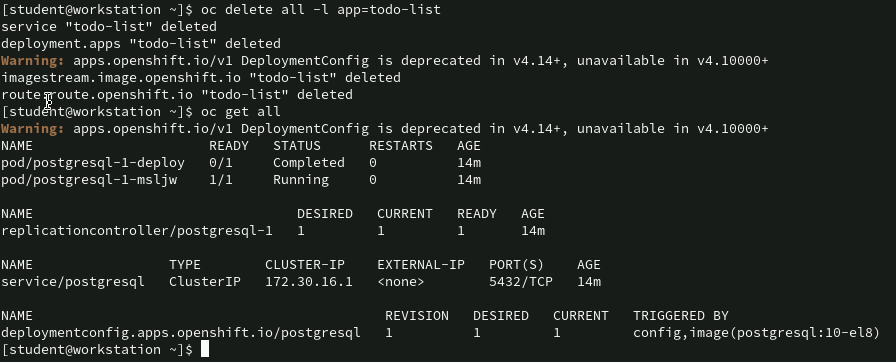 [student@workstation ~]$ oc delete all -l app=todo-list
service "todo-list" deleted
deployment.apps "todo-list" deleted
Warning: apps.openshift.io/v1 DeploymentConfig is deprecated in v4.14+, unavailable in v4.10000+
imagestream.image.openshift.io "todo-list" deleted
route.route.openshift.io "todo-list" deleted
[student@workstation ~]$ oc get all
Warning: apps.openshift.io/v1 DeploymentConfig is deprecated in v4.14+, unavailable in v4.10000+
NAME                      READY   STATUS      RESTARTS   AGE
pod/postgresql-1-deploy   0/1     Completed   0          14m
pod/postgresql-1-msljw    1/1     Running     0          14m
NAME                                 DESIRED   CURRENT   READY   AGE
replicationcontroller/postgresql-1   1         1         1       14m
NAME                 TYPE        CLUSTER-IP    EXTERNAL-IP   PORT(S)    AGE
service/postgresql   ClusterIP   172.30.16.1   <none>        5432/TCP   14m
NAME                                            REVISION   DESIRED   CURRENT   TRIGGERED BY
deploymentconfig.apps.openshift.io/postgresql   1          1         1         config,image(postgresql:10-el8)
[student@workstation ~]$